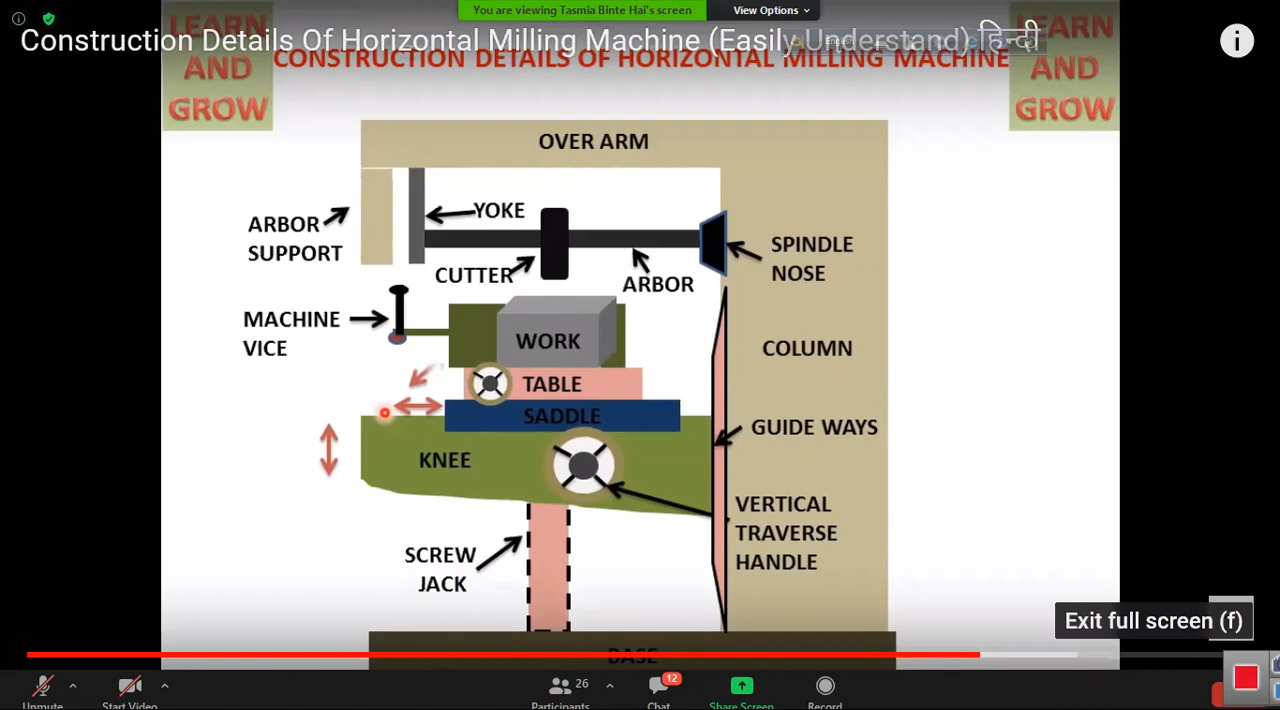 You are viewing Tasmia Binte Hai's screen
View Options
Construction Details Of Horizontal Milling Machine (Easily Understand) हिन्दी
LEARN
AND
GROW
CONSTRUCTION DETAILS OF HORIZONTAL MILLING MACHINE
LEARN
AND
GROW
OVER ARM
ARBOR
SUPPORT
YOKE
CUTTER
ARBOR
SPINDLE
NOSE
MACHINE
VICE
WORK
COLUMN
TABLE
SADDLE
GUIDE WAYS
KNEE
VERTICAL
TRAVERSE
HANDLE
SCREW
JACK
Exit full screen (f)
BASE
Unmute
Start Video
26
Participants
12
Chat
Share Screen
Record